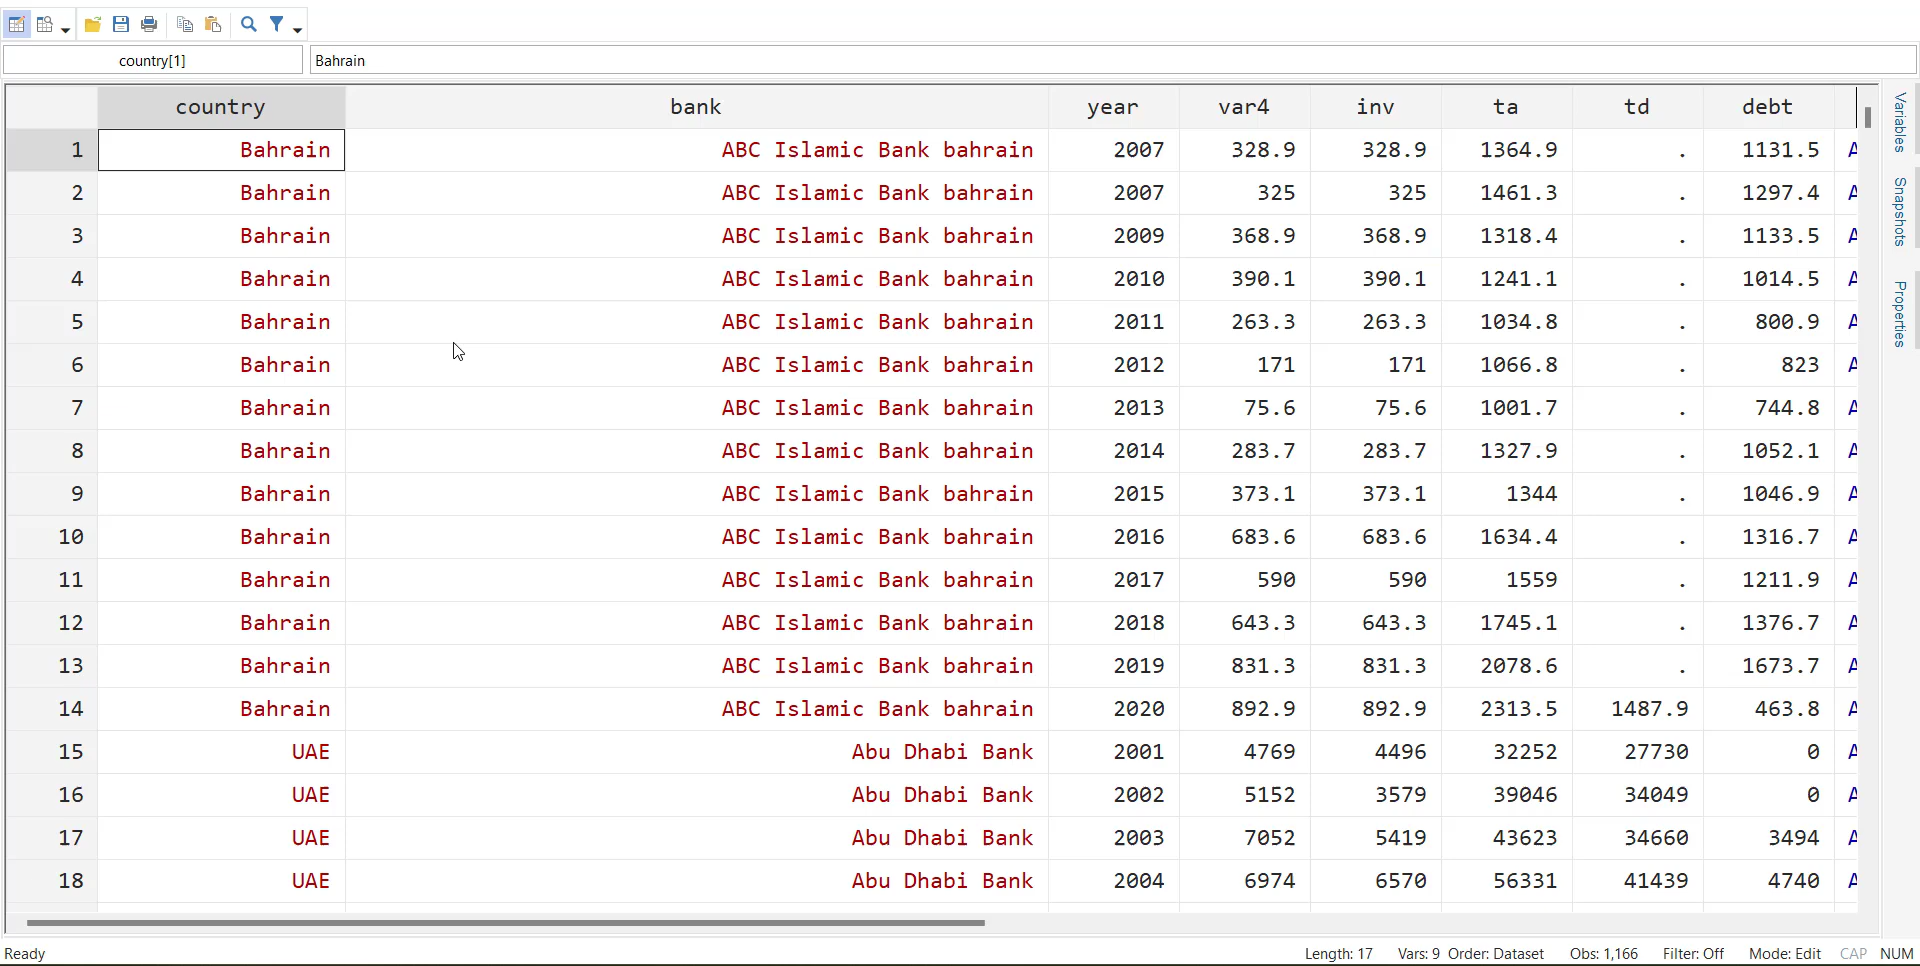 country[1] Bahrain
country bank year var4 inv ta td debt
1 Bahrain ABC Islamic Bank bahrain 2007 328.9 328.9 1364.9 . 1131.5 A
2 Bahrain ABC Islamic Bank bahrain 2007 325 325 1461.3 . 1297.4 A
3 Bahrain ABC Islamic Bank bahrain 2009 368.9 368.9 1318.4 . 1133.5 A
4 Bahrain ABC Islamic Bank bahrain 2010 390.1 390.1 1241.1 . 1014.5 A
5 Bahrain ABC Islamic Bank bahrain 2011 263.3 263.3 1034.8 . 800.9 A
6 Bahrain ABC Islamic Bank bahrain 2012 171 171 1066.8 . 823 A
7 Bahrain ABC Islamic Bank bahrain 2013 75.6 75.6 1001.7 . 744.8 A
8 Bahrain ABC Islamic Bank bahrain 2014 283.7 283.7 1327.9 . 1052.1 A
9 Bahrain ABC Islamic Bank bahrain 2015 373.1 373.1 1344 . 1046.9 A
10 Bahrain ABC Islamic Bank bahrain 2016 683.6 683.6 1634.4 . 1316.7 A
11 Bahrain ABC Islamic Bank bahrain 2017 590 590 1559 . 1211.9 A
12 Bahrain ABC Islamic Bank bahrain 2018 643.3 643.3 1745.1 . 1376.7 A
13 Bahrain ABC Islamic Bank bahrain 2019 831.3 831.3 2078.6 . 1673.7 A
14 Bahrain ABC Islamic Bank bahrain 2020 892.9 892.9 2313.5 1487.9 463.8 A
15 UAE Abu Dhabi Bank 2001 4769 4496 32252 27730 0 A
16 UAE Abu Dhabi Bank 2002 5152 3579 39046 34049 0 A
17 UAE Abu Dhabi Bank 2003 7052 5419 43623 34660 3494 A
18 UAE Abu Dhabi Bank 2004 6974 6570 56331 41439 4740 A
Variables
Snapshots
Properties
Ready Length: 17 Vars: 9 Order: Dataset Obs: 1,166 Filter: Off Mode: Edit CAP NUM